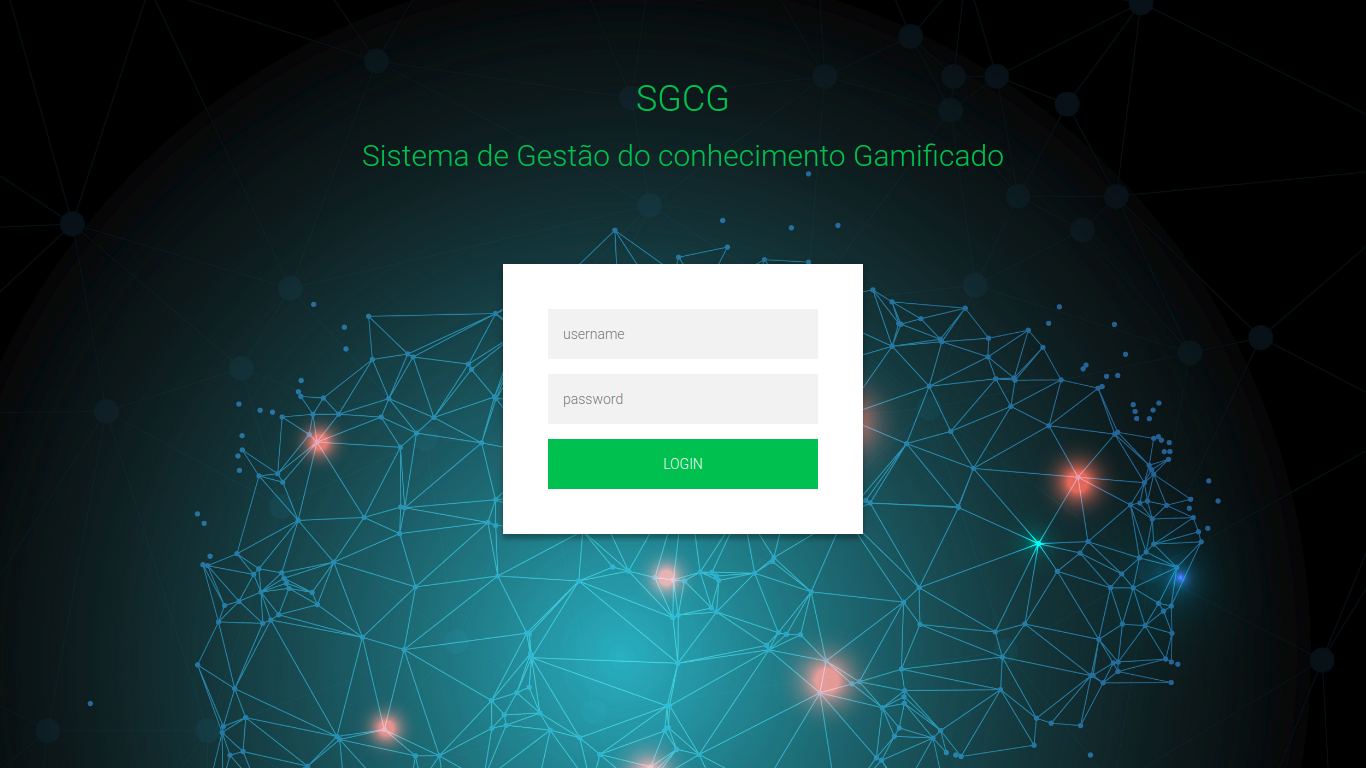 SGCG
Sistema de Gestão do conhecimento Gamificado
username
password
LOGIN